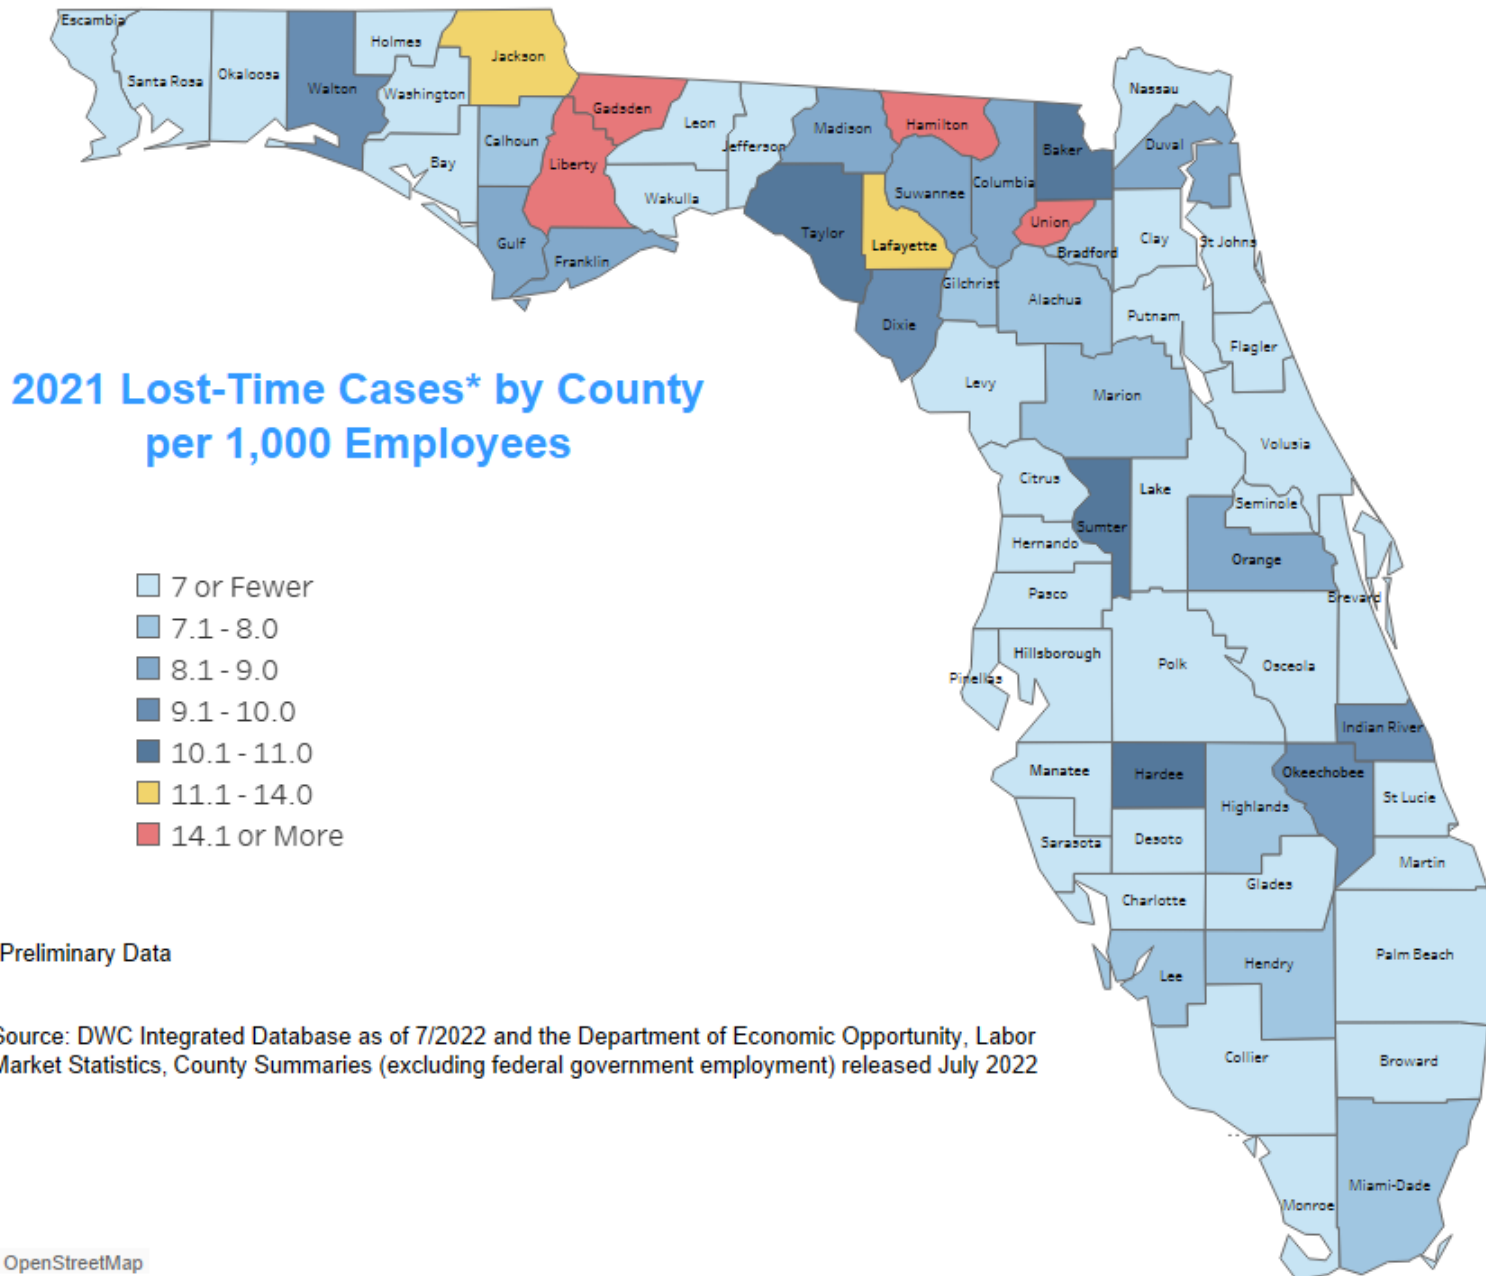 Escambia
Santa Rosa
Okaloosa
Walton
Holmes
Washington
Jackson
Bay
Calhoun
Gulf
Gadsden
Liberty
Franklin
Leon
Wakulla
Jefferson
Madison
Taylor
Hamilton
Suwannee
Lafayette
Dixie
Columbia
Gilchrist
Baker
Union
Bradford
Alachua
Nassau
Duval
Clay
St Johns
Putnam
Flagler
Levy
Marion
Volusia
2021 Lost-Time Cases* by County
per 1,000 Employees
Citrus
Lake
Sumter
Seminole
Hernando
Orange
Pasco
Brevard
Hillsborough
Pinellas
Polk
Osceola
Indian River
7 or Fewer
7.1 - 8.0
8.1 - 9.0
9.1 - 10.0
10.1 - 11.0
11.1 - 14.0
14.1 or More
Manatee
Hardee
Okeechobee
Highlands
St Lucie
Sarasota
Desoto
Martin
Glades
Charlotte
Palm Beach
Lee
Hendry
Collier
Broward
Miami-Dade
Monroe
Preliminary Data
Source: DWC Integrated Database as of 7/2022 and the Department of Economic Opportunity, Labor
Market Statistics, County Summaries (excluding federal government employment) released July 2022
OpenStreetMap